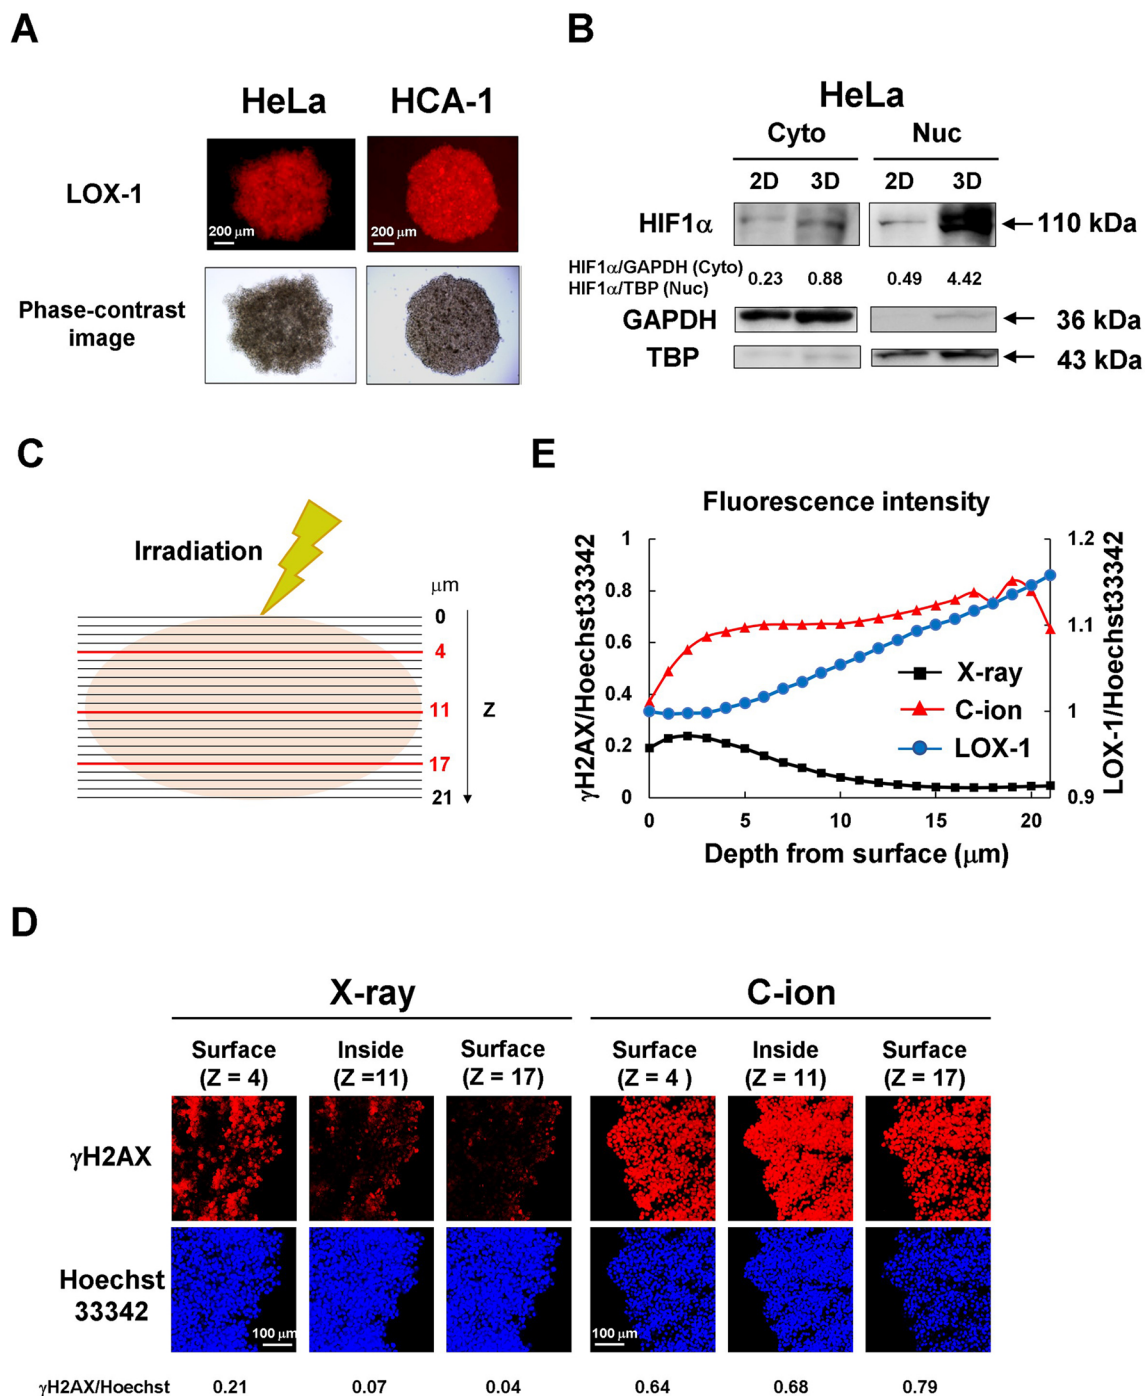 A
HeLa
HCA-1
LOX-1
200 μm
200 μm
Phase-contrast
image
B
HeLa
Cyto
Nuc
2D
3D
2D
3D
HIF1α
110 kDa
HIF1α/GAPDH (Cyto)
HIF1α/TBP (Nuc)
0.23
0.88
0.49
4.42
GAPDH
36 kDa
TBP
43 kDa
C
Irradiation
μm
0
4
11
17
21
Z
E
Fluorescence intensity
γH2AX/Hoechst33342
1
0.8
0.6
0.4
0.2
0
LOX-1/Hoechst33342
1.2
1.1
1
0.9
X-ray
C-ion
LOX-1
0
5
10
15
20
Depth from surface (μm)
D
X-ray
C-ion
Surface
(Z = 4)
Inside
(Z =11)
Surface
(Z = 17)
Surface
(Z = 4 )
Inside
(Z = 11)
Surface
(Z = 17)
γH2AX
Hoechst
33342
100 μm
100 μm
γH2AX/Hoechst
0.21
0.07
0.04
0.64
0.68
0.79